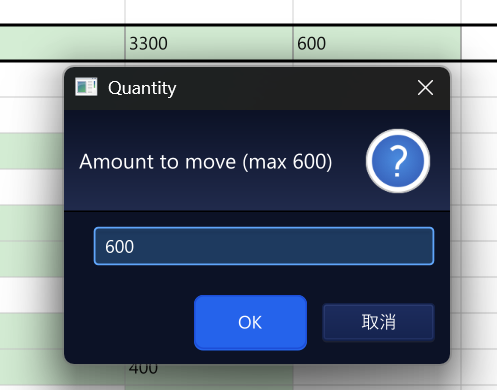 3300 600
Quantity
Amount to move (max 600)
?
600
OK 取消
400